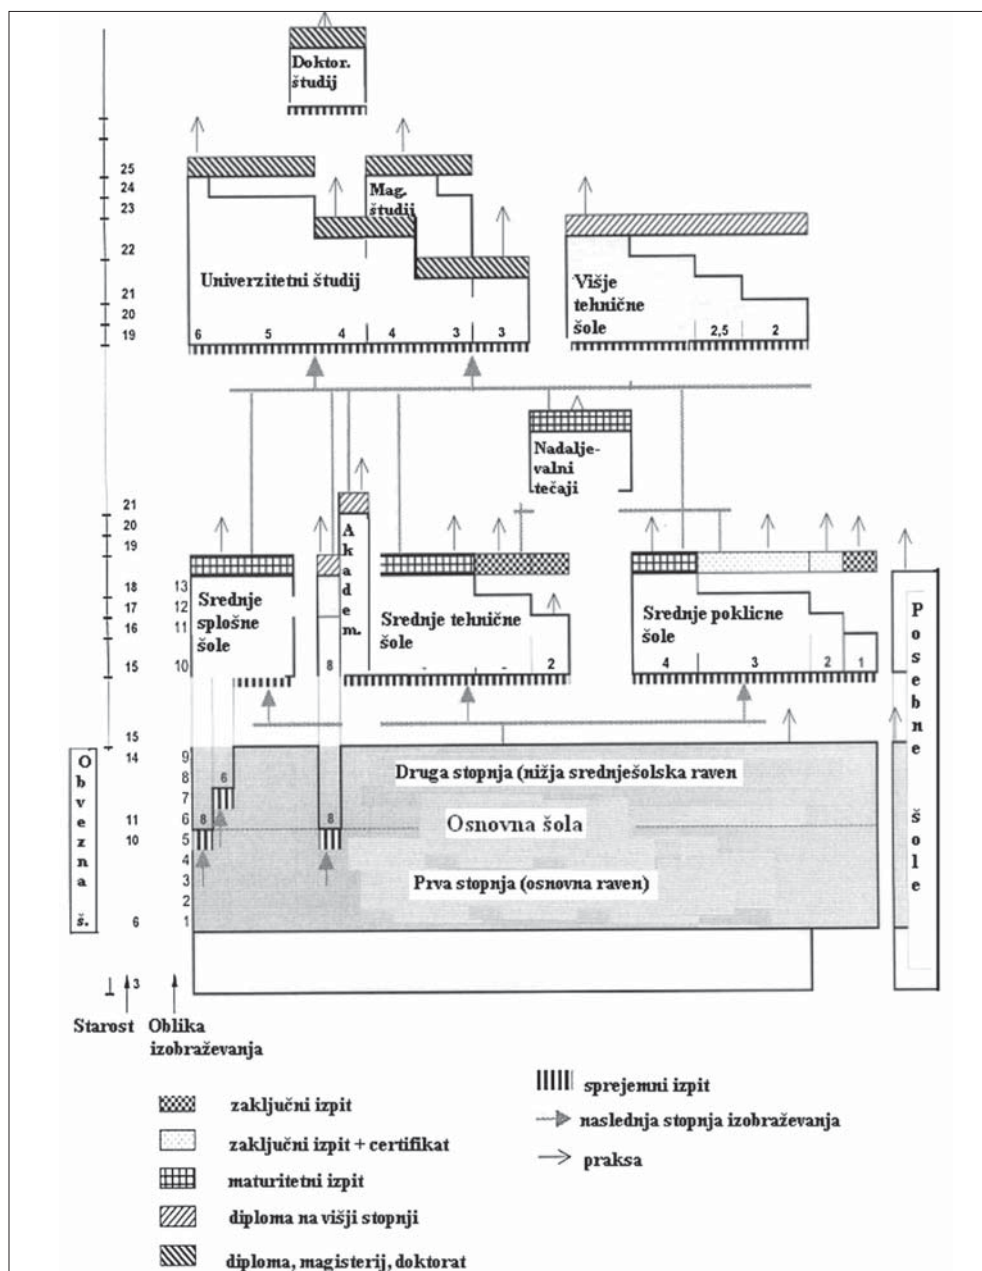 Doktor.
študij
25
24
Mag.
študij
23
22
Univerzitetni študij
Višje
tehnične
šole
21
20
19
6 5 4 4 3 3
2,5 2
Nadalje-
valni
tečaji
21
20
19
A
k
a
d
e
m.
18 13
17 12
16 11
15 10
Srednje
splošne
šole
8
Srednje tehnične
šole
- - 2
Srednje poklicne
šole
4 3 2 1
P
o
s
e
b
n
e
š
o
l
e
15
14 9
8
7
11 6
10 5
4
3
2
6 1
O
b
v
e
z
n
a
š.
6
8
8
Druga stopnja (nižja srednješolska raven
Osnovna šola
Prva stopnja (osnovna raven)
3
Starost Oblika
izobraževanja
zaključni izpit
zaključni izpit + certifikat
maturitetni izpit
diploma na višji stopnji
diploma, magisterij, doktorat
sprejemni izpit
naslednja stopnja izobraževanja
praksa